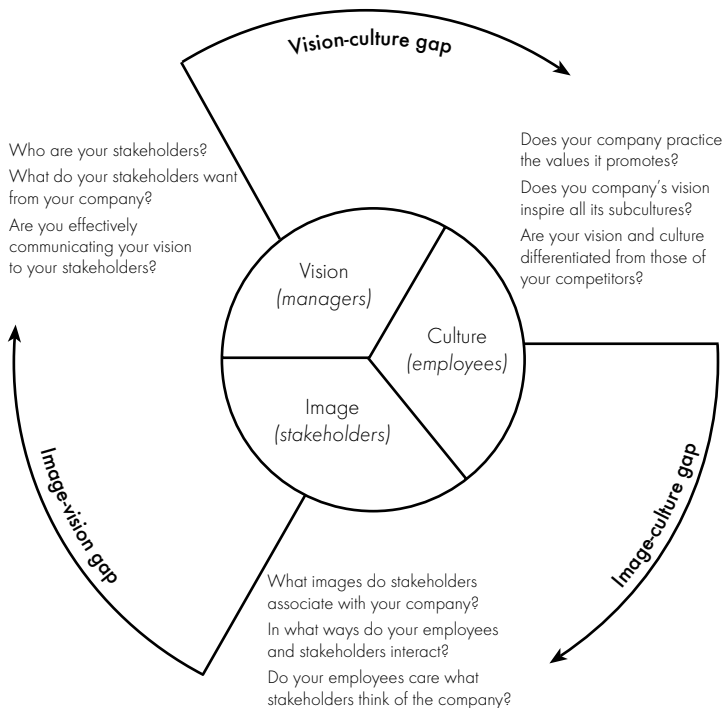 Vision-culture gap
Who are your stakeholders?
What do your stakeholders want
from your company?
Are you effectively
communicating your vision
to your stakeholders?
Does your company practice
the values it promotes?
Does you company’s vision
inspire all its subcultures?
Are your vision and culture
differentiated from those of
your competitors?
Vision
(managers)
Culture
(employees)
Image
(stakeholders)
Image-vision gap
Image-culture gap
What images do stakeholders
associate with your company?
In what ways do your employees
and stakeholders interact?
Do your employees care what
stakeholders think of the company?